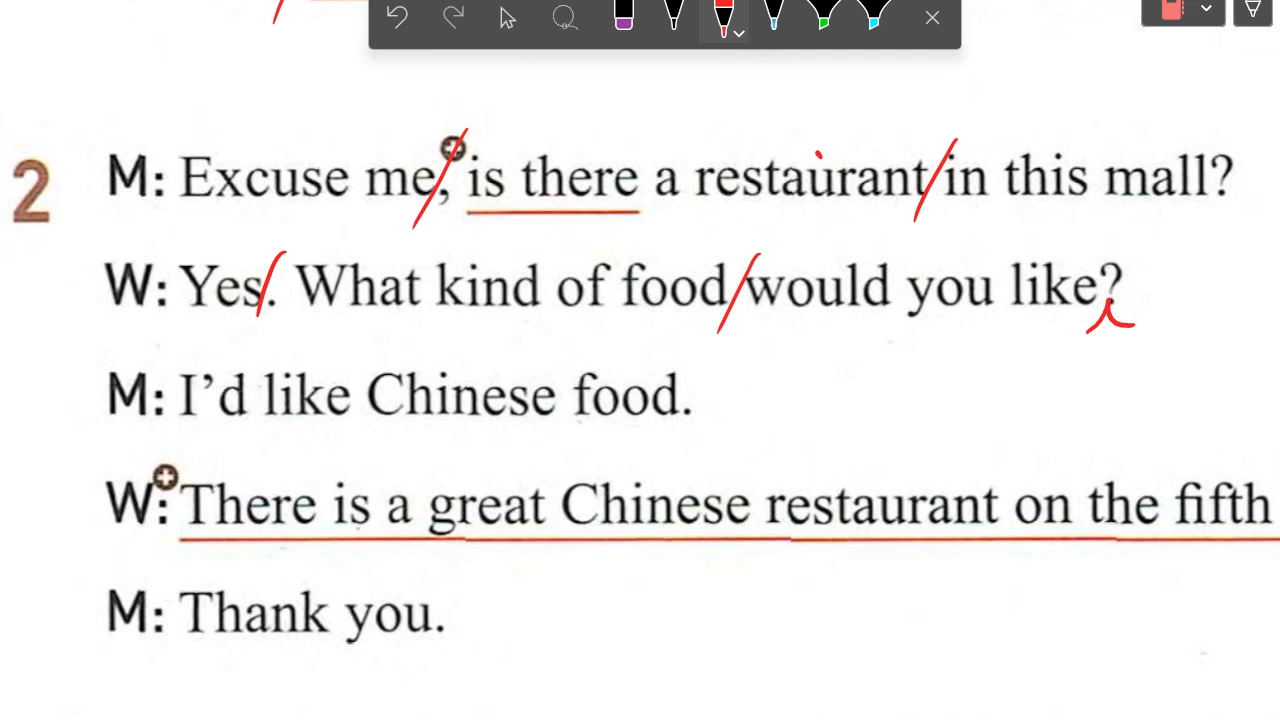 2 M: Excuse me, is there a restaurant in this mall?
W: Yes. What kind of food would you like?
M: I'd like Chinese food.
W: There is a great Chinese restaurant on the fifth
M: Thank you.